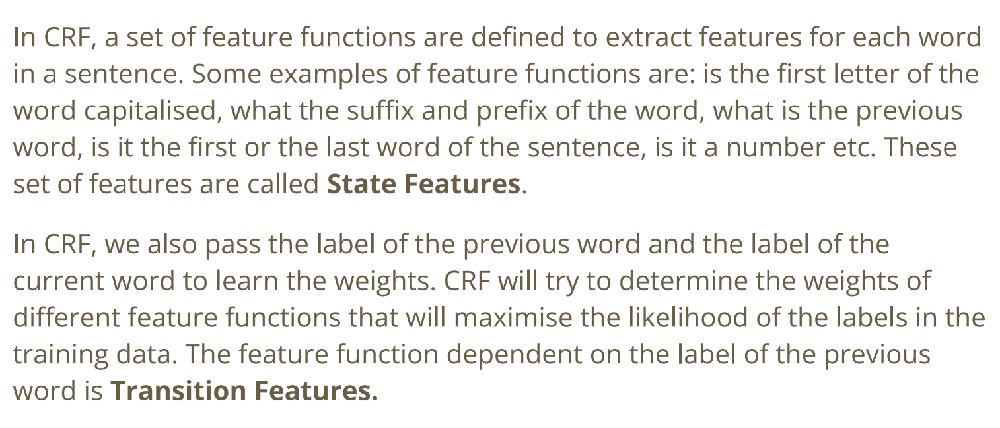 In CRF, a set of feature functions are defined to extract features for each word
in a sentence. Some examples of feature functions are: is the first letter of the
word capitalised, what the suffix and prefix of the word, what is the previous
word, is it the first or the last word of the sentence, is it a number etc. These
set of features are called State Features.
In CRF, we also pass the label of the previous word and the label of the
current word to learn the weights. CRF will try to determine the weights of
different feature functions that will maximise the likelihood of the labels in the
training data. The feature function dependent on the label of the previous
word is Transition Features.